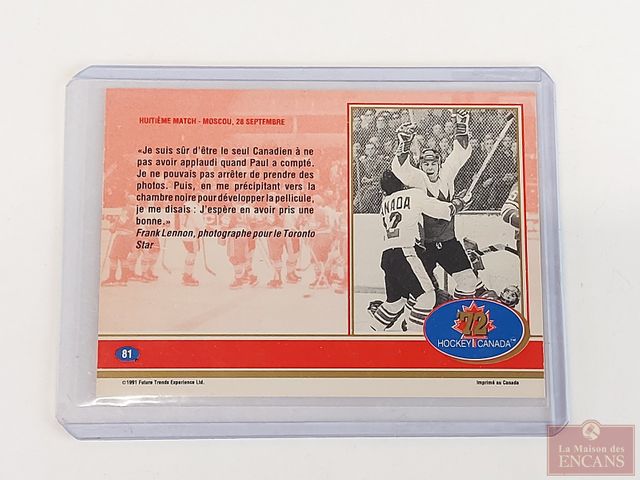 HUITIÈME MATCH - MOSCOU, 28 SEPTEMBRE
«Je suis sûr d'être le seul Canadien à ne
pas avoir applaudi quand Paul a compté.
Je ne pouvais pas arrêter de prendre des
photos. Puis, en me précipitant vers la
chambre noire pour développer la pellicule,
je me disais : J'espère en avoir pris une
bonne.»
Frank Lennon, photographe pour le Toronto
Star
NADA
2
'72
HOCKEY CANADA™
81
©1991 Future Trends Experience Ltd.
Imprimé au Canada
La Maison des
ENCANS